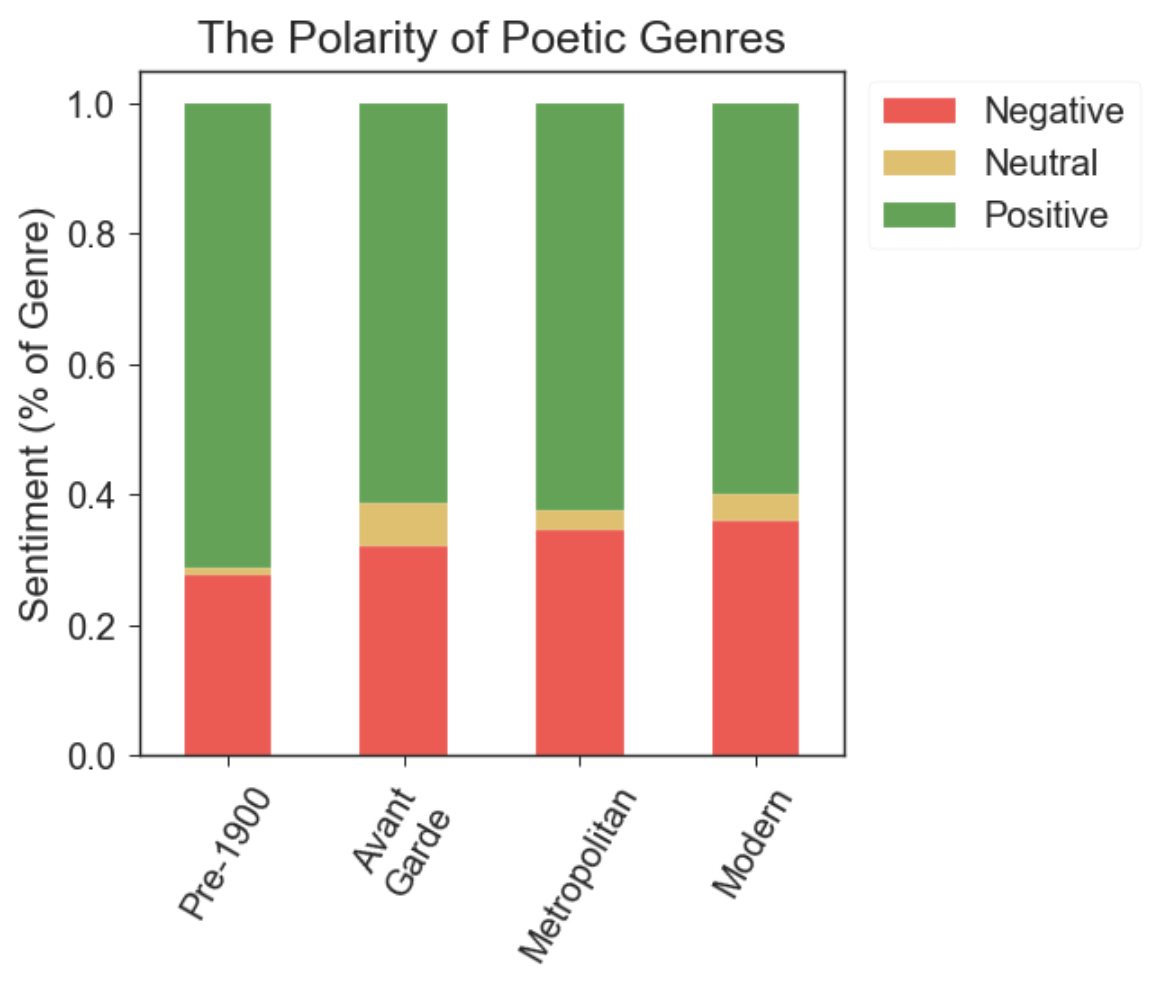 The Polarity of Poetic Genres
Negative
Neutral
Positive
Sentiment (% of Genre)
1.0
0.8
0.6
0.4
0.2
0.0
Pre-1900
Avant
Garde
Metropolitan
Modern